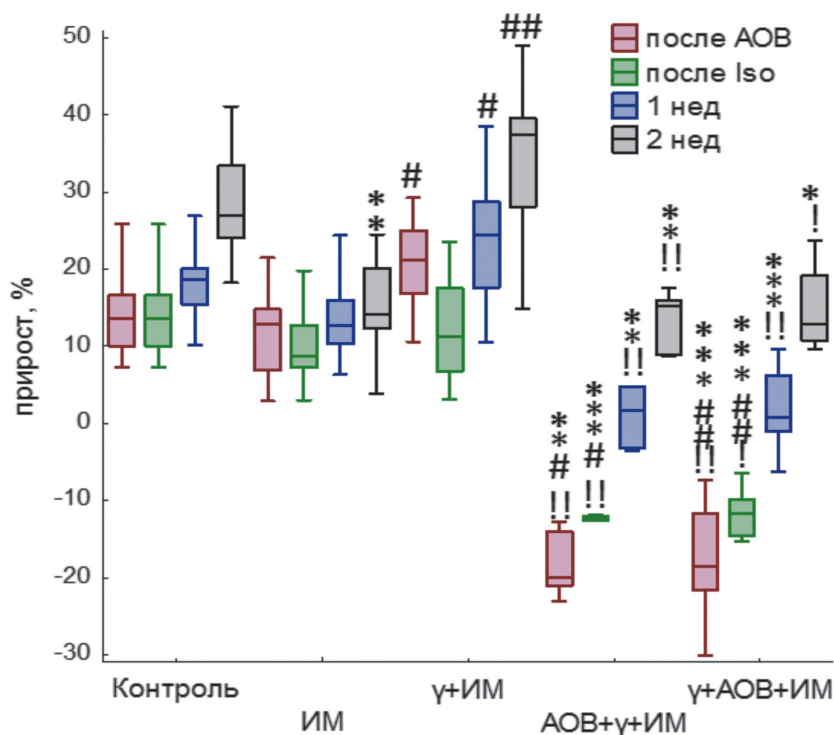 50
40
30
20
10
0
-10
-20
-30
прирост, %
после АОВ
после Iso
1 нед
2 нед
**
#
#
##
**#!!
***#!!
**!!
**!!
***##!!
***##!
***!!
*!
Контроль
ИМ
γ+ИМ
АОВ+γ+ИМ
γ+АОВ+ИМ